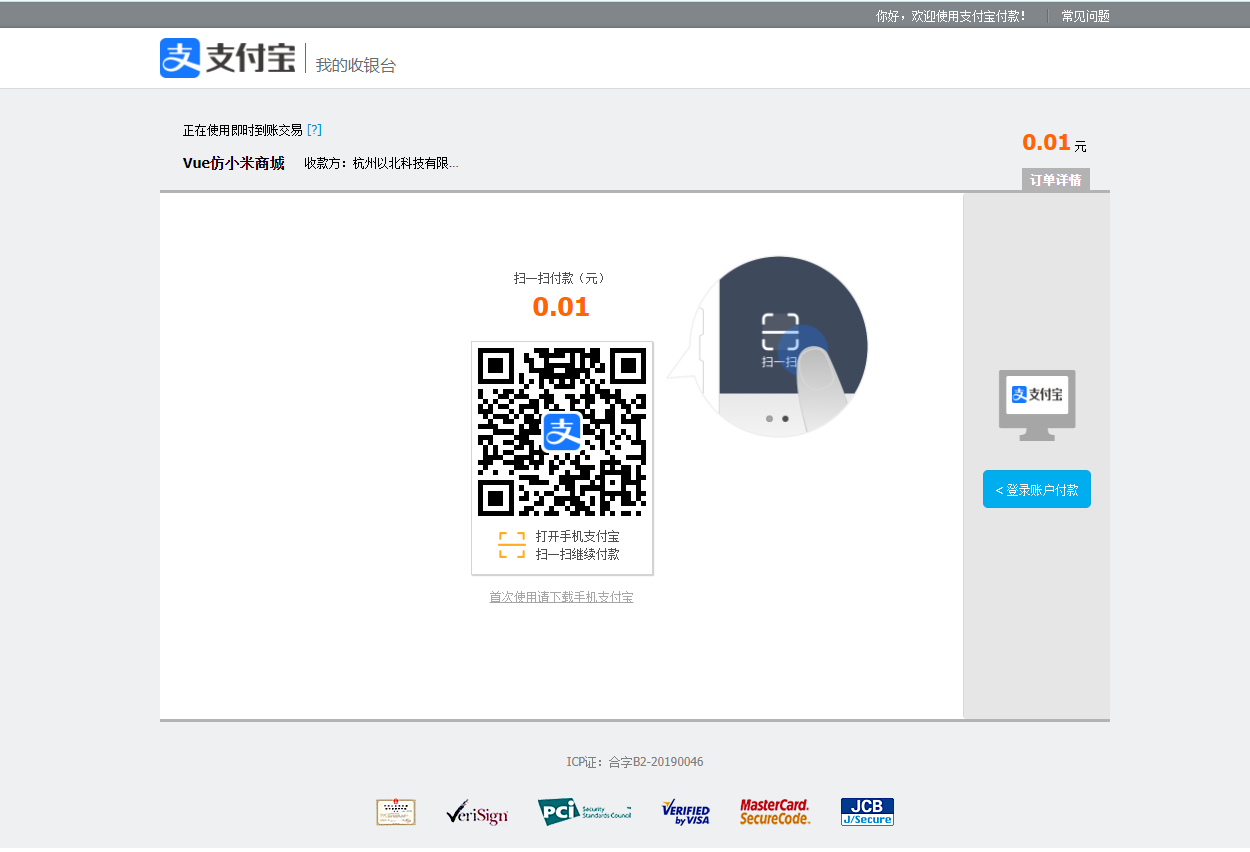 你好，欢迎使用支付宝付款！ 常见问题
支 支付宝 我的收银台
正在使用即时到账交易 [?]
0.01 元
Vue仿小米商城 收款方：杭州以北科技有限...
订单详情
扫一扫付款（元）
0.01
扫一扫
支
支 支付宝
< 登录账户付款
打开手机支付宝
扫一扫继续付款
首次使用请下载手机支付宝
ICP证：合字B2-20190046
VeriSign
PCi Security Standards Council
VERIFIED by VISA
MasterCard. SecureCode.
JCB J/Secure